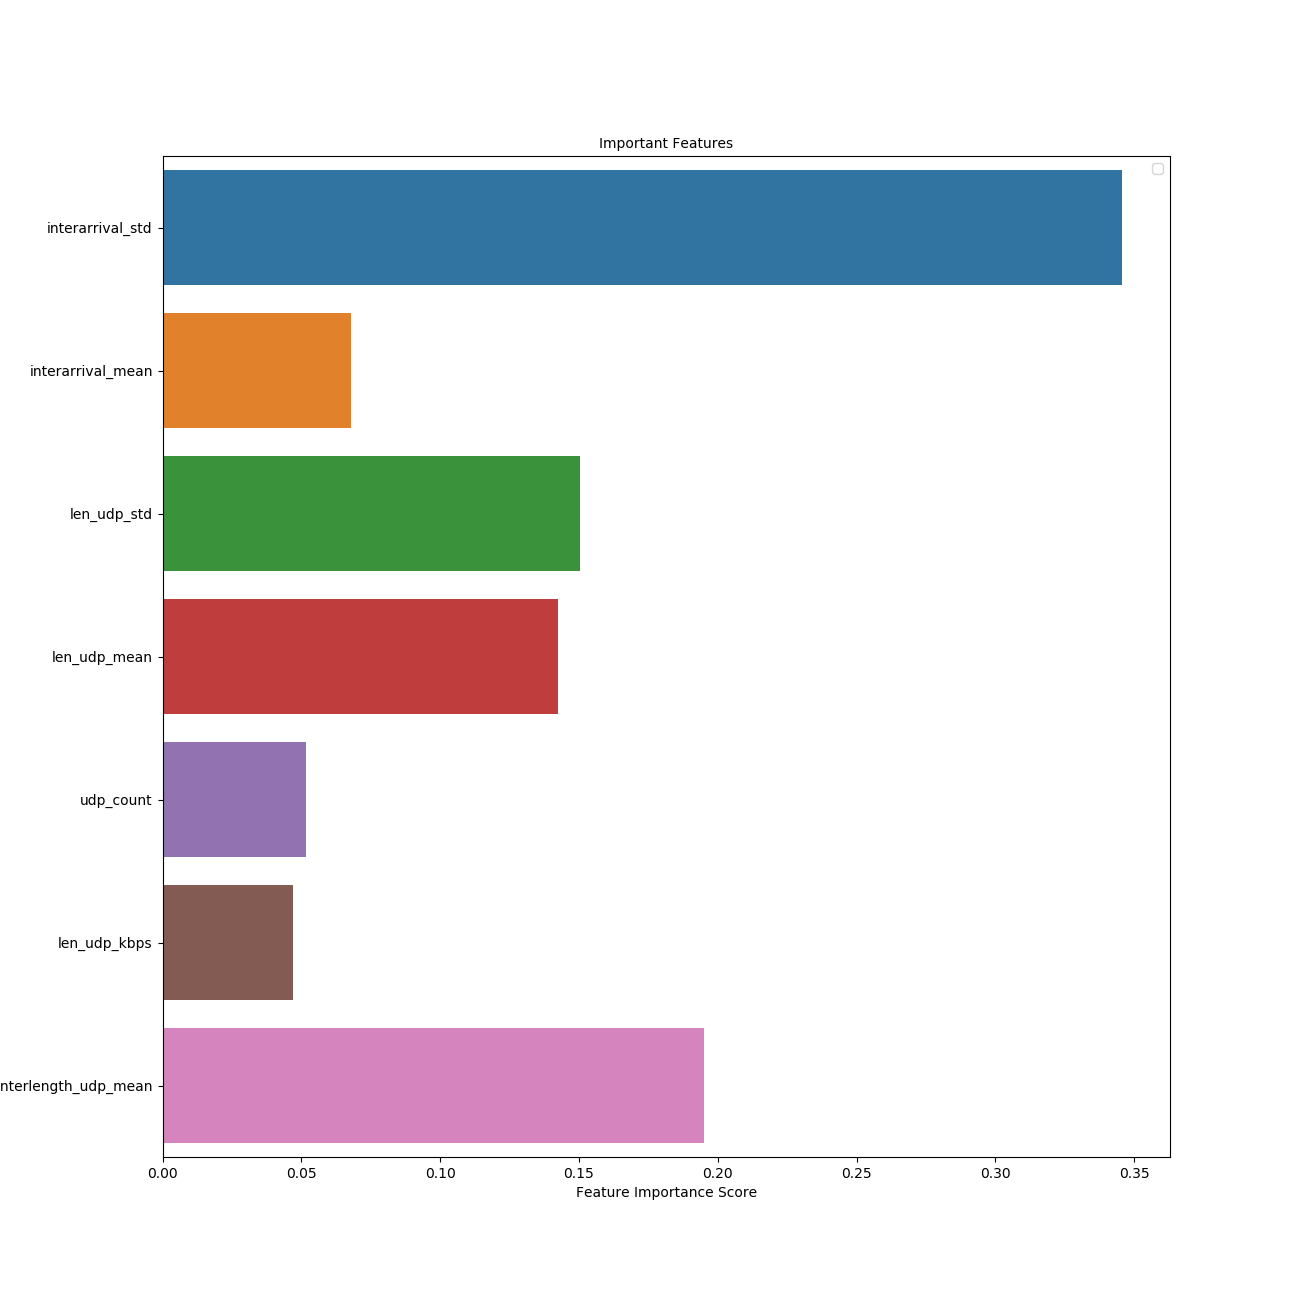 Important Features
interarrival_std
interarrival_mean
len_udp_std
len_udp_mean
udp_count
len_udp_kbps
nterlength_udp_mean
0.00 0.05 0.10 0.15 0.20 0.25 0.30 0.35
Feature Importance Score